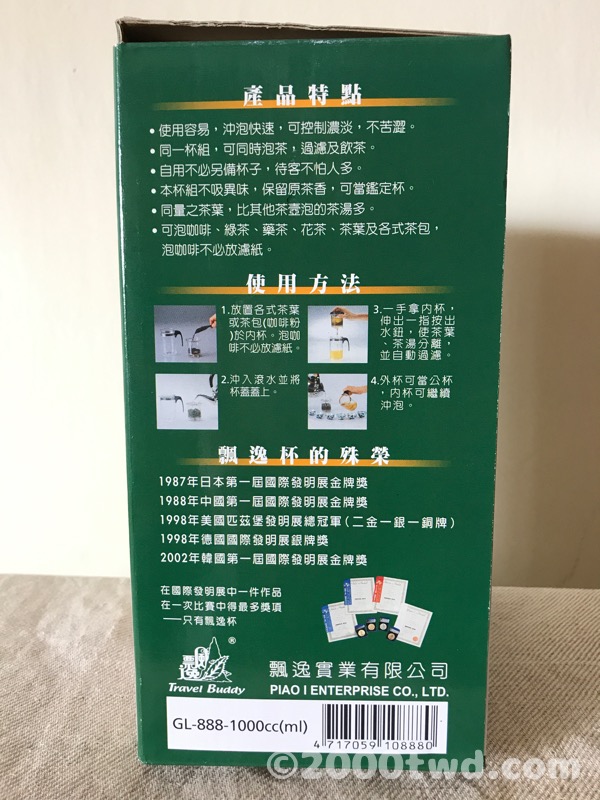 產品特點
•使用容易，沖泡快速，可控制濃淡，不苦澀。
•同一杯組，可同時泡茶，過濾及飲茶。
•自用不必另備杯子，待客不怕人多。
•本杯組不吸異味，保留原茶香，可當鑑定杯。
•同量之茶葉，比其他茶壺泡的茶湯多。
•可泡咖啡、綠茶、藥茶、花茶、茶葉及各式茶包，
泡咖啡不必放濾紙。
使用方法
1.放置各式茶葉
或茶包(咖啡粉
)於內杯。泡咖
啡不必放濾紙。
2.沖入滾水並將
杯蓋蓋上。
3.一手拿內杯，
伸出一指按出
水鈕，使茶葉
、茶湯分離，
並自動過濾。
4.外杯可當公杯
，內杯可繼續
沖泡。
飄逸杯的殊榮
1987年日本第一屆國際發明展金牌獎
1988年中國第一屆國際發明展金牌獎
1998年美國匹茲堡發明展總冠軍(二金一銀一銅牌)
1998年德國國際發明展銀牌獎
2002年韓國第一屆國際發明展金牌獎
在國際發明展中一件作品
在一次比賽中得最多獎項
—只有飄逸杯
飄逸
®
Travel Buddy
飄逸實業有限公司
PIAO I ENTERPRISE CO., LTD.
GL-888-1000cc(ml)
4 717059 108880
©2000twd.com